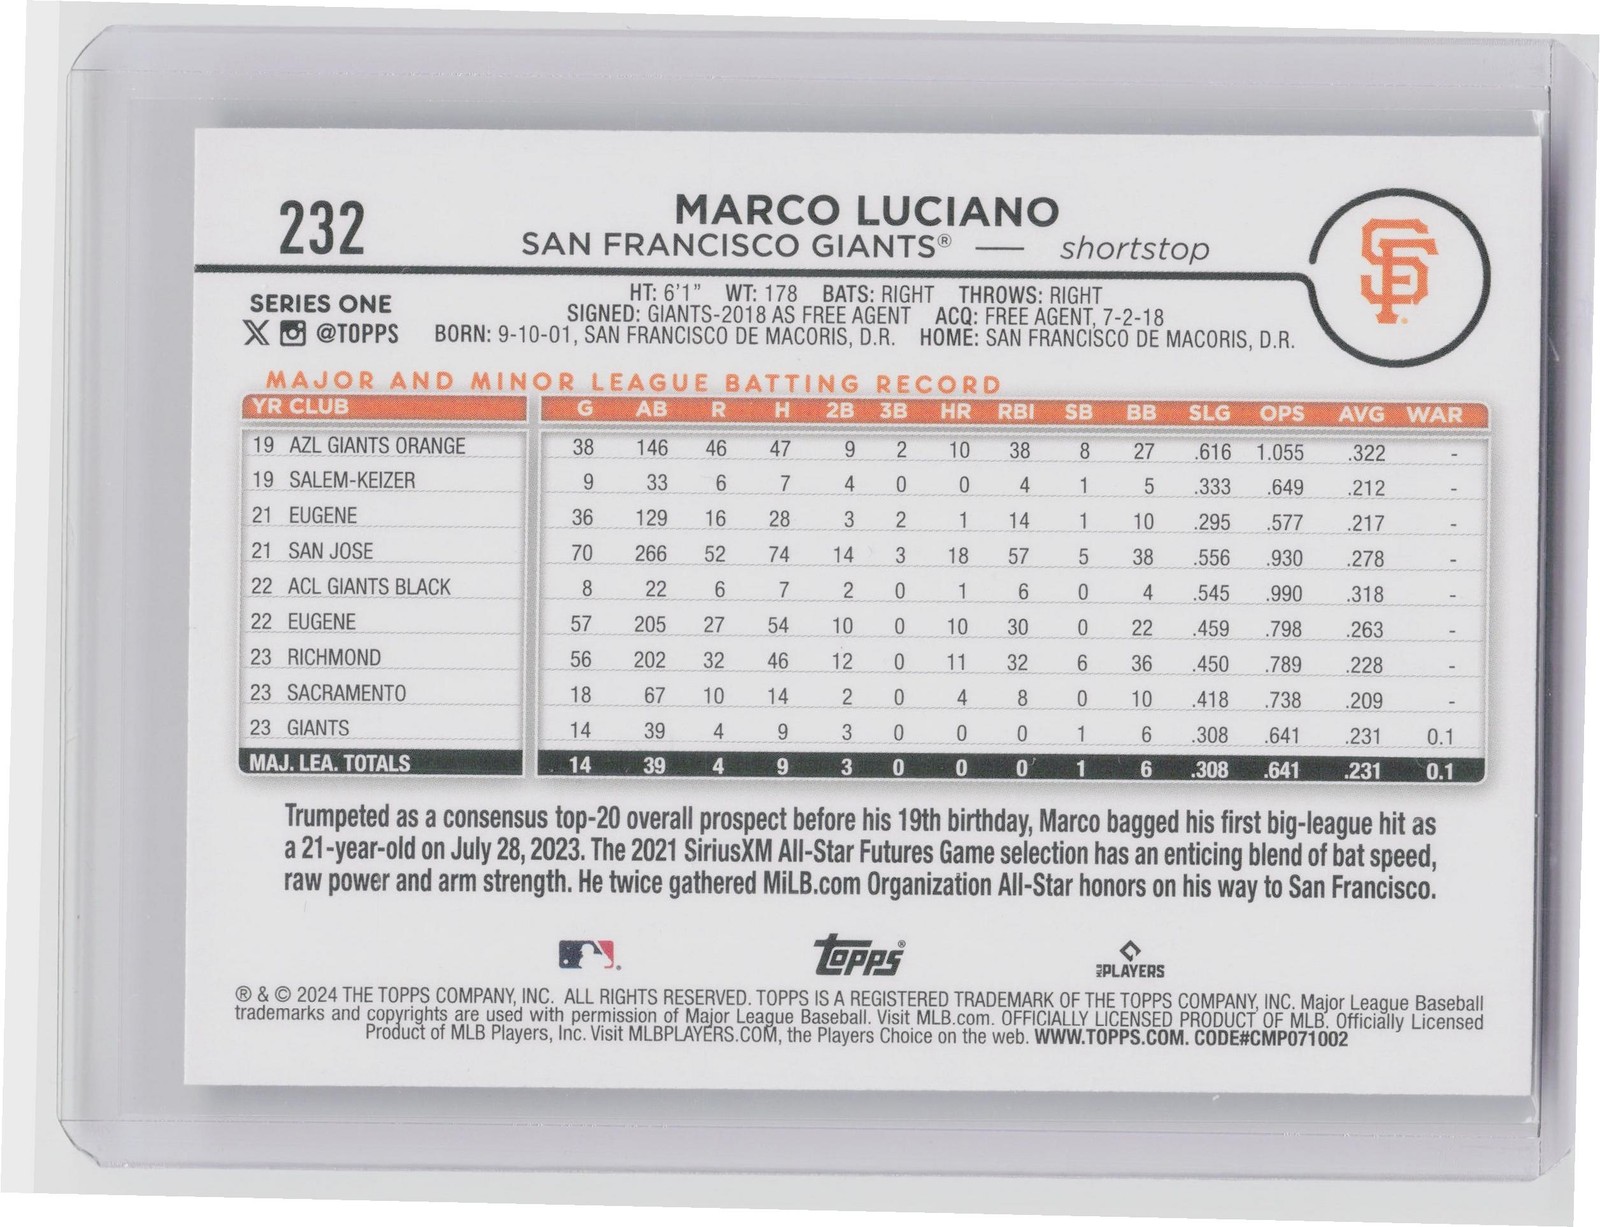 232
MARCO LUCIANO
SAN FRANCISCO GIANTS® — shortstop
SF
SERIES ONE
@TOPPS
HT: 6'1" WT: 178 BATS: RIGHT THROWS: RIGHT
SIGNED: GIANTS-2018 AS FREE AGENT ACQ: FREE AGENT, 7-2-18
BORN: 9-10-01, SAN FRANCISCO DE MACORIS, D.R. HOME: SAN FRANCISCO DE MACORIS, D.R.
MAJOR AND MINOR LEAGUE BATTING RECORD
YR CLUB G AB R H 2B 3B HR RBI SB BB SLG OPS AVG WAR
19 AZL GIANTS ORANGE 38 146 46 47 9 2 10 38 8 27 .616 1.055 .322 -
19 SALEM-KEIZER 9 33 6 7 4 0 0 4 1 5 .333 .649 .212 -
21 EUGENE 36 129 16 28 3 2 1 14 1 10 .295 .577 .217 -
21 SAN JOSE 70 266 52 74 14 3 18 57 5 38 .556 .930 .278 -
22 ACL GIANTS BLACK 8 22 6 7 2 0 1 6 0 4 .545 .990 .318 -
22 EUGENE 57 205 27 54 10 0 10 30 0 22 .459 .798 .263 -
23 RICHMOND 56 202 32 46 12 0 11 32 6 36 .450 .789 .228 -
23 SACRAMENTO 18 67 10 14 2 0 4 8 0 10 .418 .738 .209 -
23 GIANTS 14 39 4 9 3 0 0 0 1 6 .308 .641 .231 0.1
MAJ. LEA. TOTALS 14 39 4 9 3 0 0 0 1 6 .308 .641 .231 0.1
Trumpeted as a consensus top-20 overall prospect before his 19th birthday, Marco bagged his first big-league hit as
a 21-year-old on July 28, 2023. The 2021 SiriusXM All-Star Futures Game selection has an enticing blend of bat speed,
raw power and arm strength. He twice gathered MiLB.com Organization All-Star honors on his way to San Francisco.
TOPPS®
MLB PLAYERS
® & © 2024 THE TOPPS COMPANY, INC. ALL RIGHTS RESERVED. TOPPS IS A REGISTERED TRADEMARK OF THE TOPPS COMPANY, INC. Major League Baseball
trademarks and copyrights are used with permission of Major League Baseball. Visit MLB.com. OFFICIALLY LICENSED PRODUCT OF MLB. Officially Licensed
Product of MLB Players, Inc. Visit MLBPLAYERS.COM, the Players Choice on the web. WWW.TOPPS.COM. CODE#CMP071002